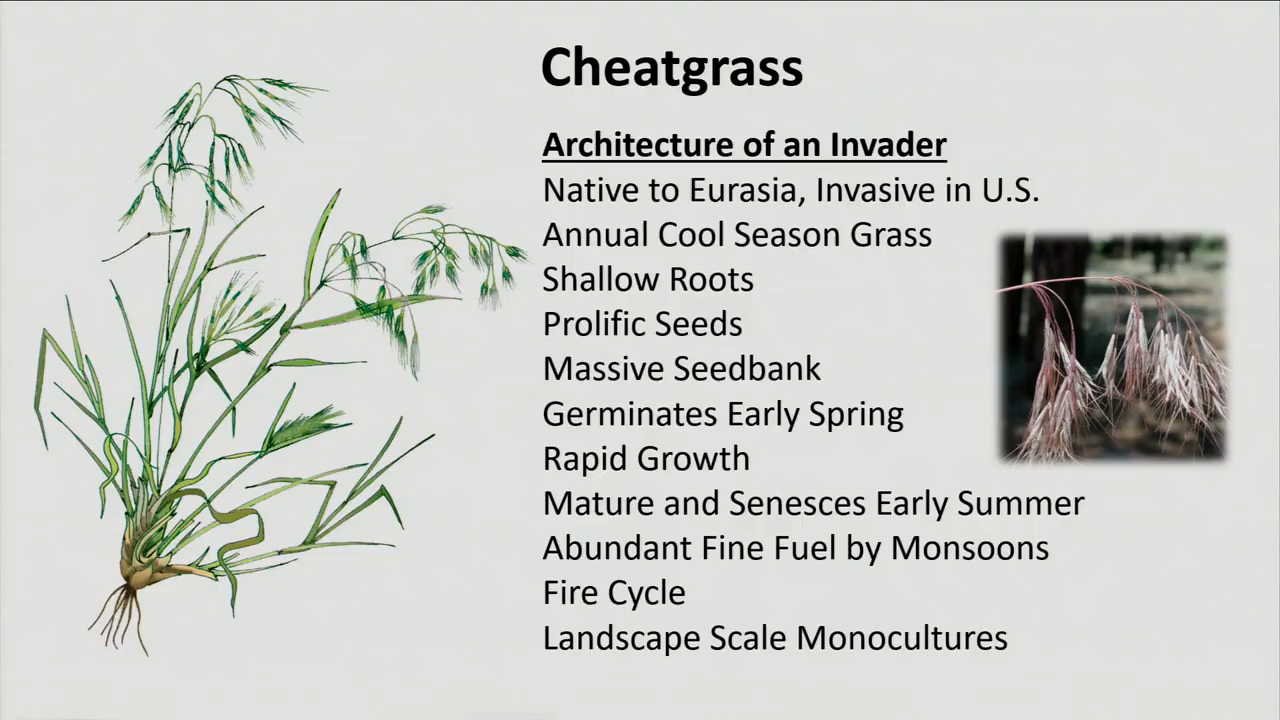 Cheatgrass
Architecture of an Invader
Native to Eurasia, Invasive in U.S.
Annual Cool Season Grass
Shallow Roots
Prolific Seeds
Massive Seedbank
Germinates Early Spring
Rapid Growth
Mature and Senesces Early Summer
Abundant Fine Fuel by Monsoons
Fire Cycle
Landscape Scale Monocultures